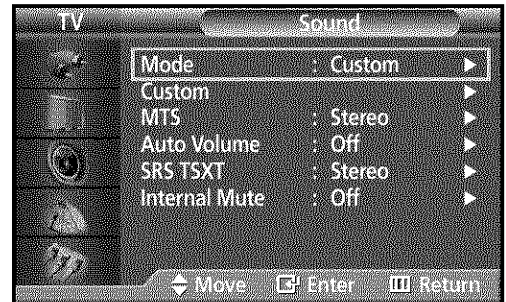 TV Sound
Mode : Custom
Custom
MTS : Stereo
Auto Volume : Off
SRS TSXT : Stereo
Internal Mute : Off
Move Enter Return